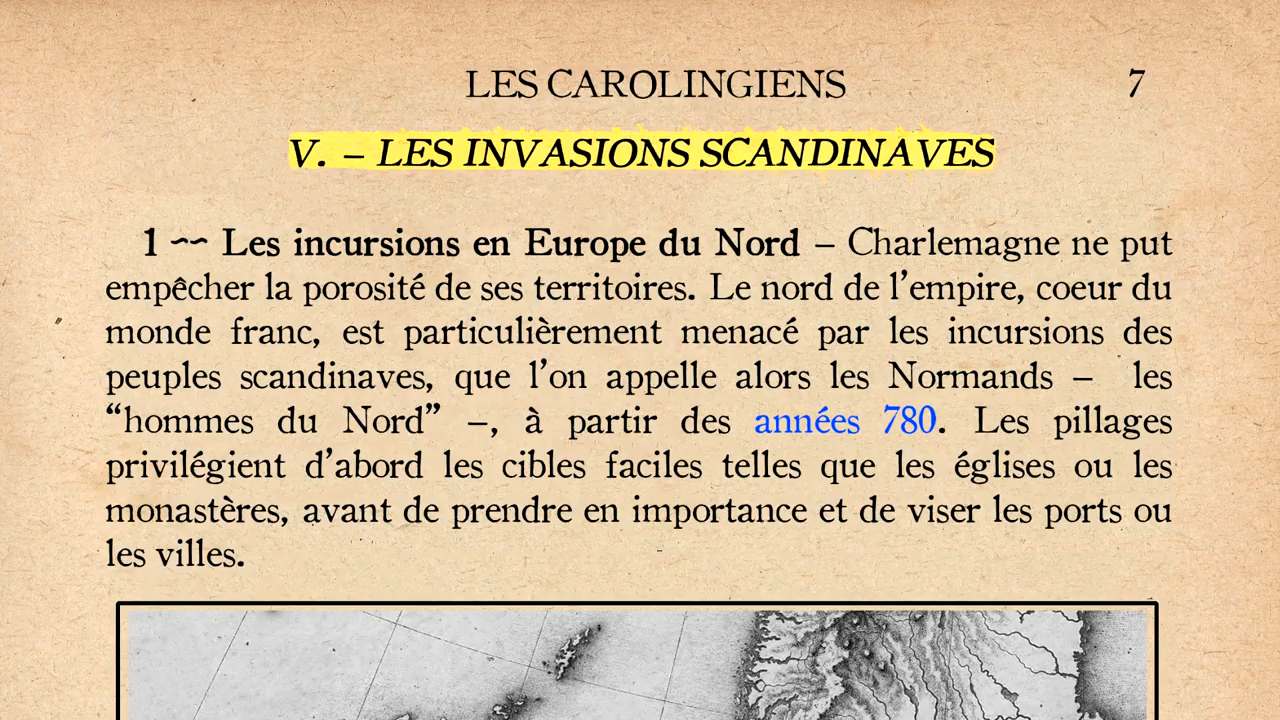 LES CAROLINGIENS 7
V. – LES INVASIONS SCANDINAVES
1 ~~ Les incursions en Europe du Nord – Charlemagne ne put
empêcher la porosité de ses territoires. Le nord de l’empire, coeur du
monde franc, est particulièrement menacé par les incursions des
peuples scandinaves, que l’on appelle alors les Normands – les
“hommes du Nord” –, à partir des années 780. Les pillages
privilégient d’abord les cibles faciles telles que les églises ou les
monastères, avant de prendre en importance et de viser les ports ou
les villes.